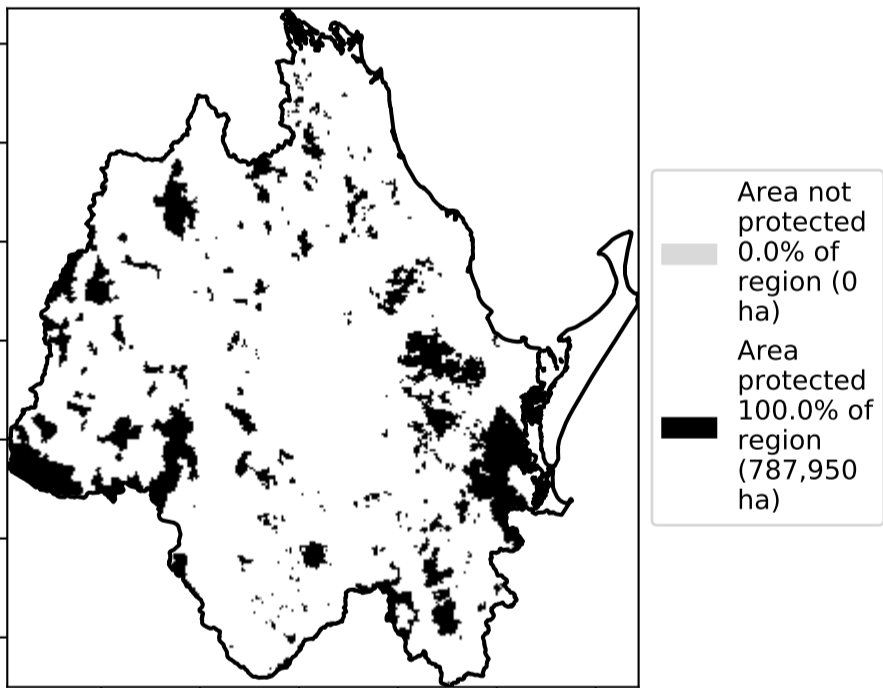 Area not
protected
0.0% of
region (0
ha)
Area
protected
100.0% of
region
(787,950
ha)